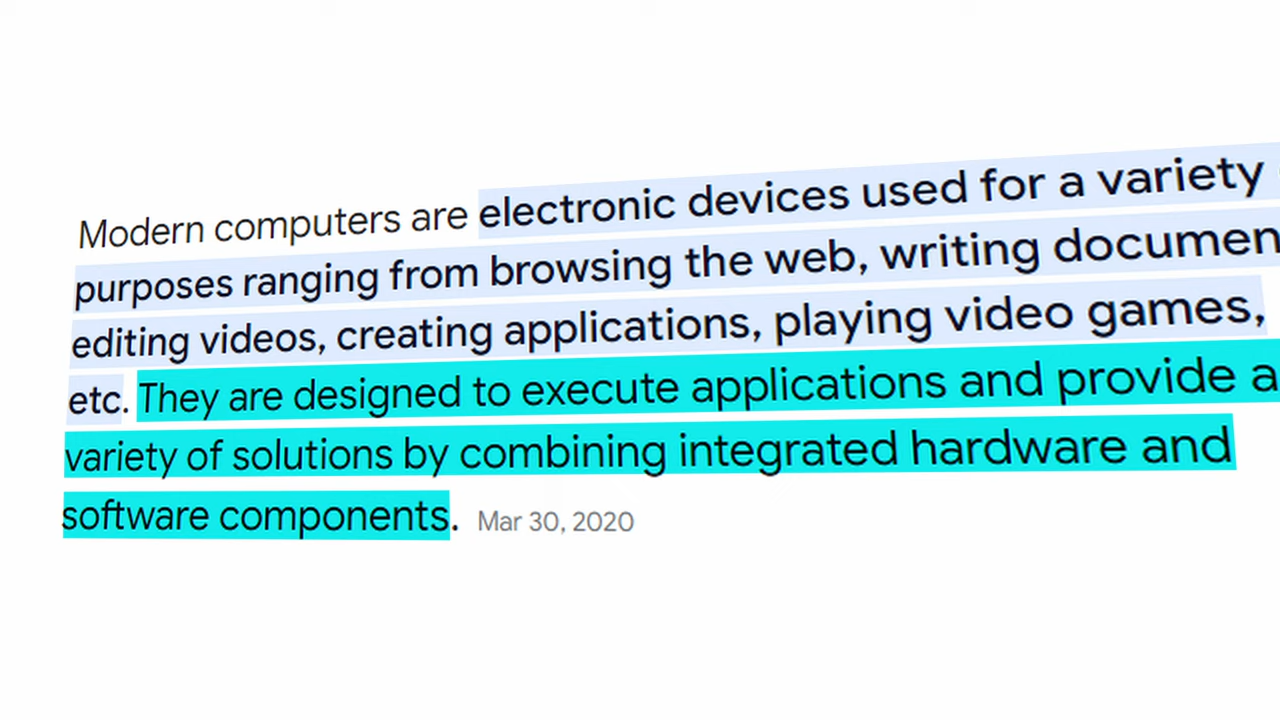 Modern computers are electronic devices used for a variety
purposes ranging from browsing the web, writing documen
editing videos, creating applications, playing video games,
etc. They are designed to execute applications and provide a
variety of solutions by combining integrated hardware and
software components. Mar 30, 2020